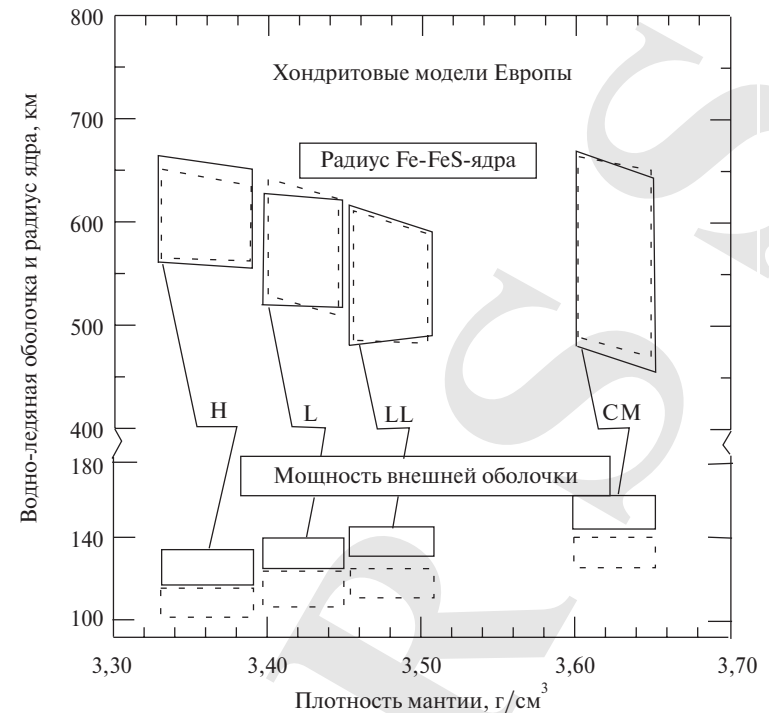 800
Хондритовые модели Европы
700
Радиус Fe-FeS-ядра
600
500
H
L
LL
CM
400
180
Мощность внешней оболочки
140
100
3,30
3,40
3,50
3,60
3,70
Плотность мантии, г/см³
Водно-ледяная оболочка и радиус ядра, км
RSS